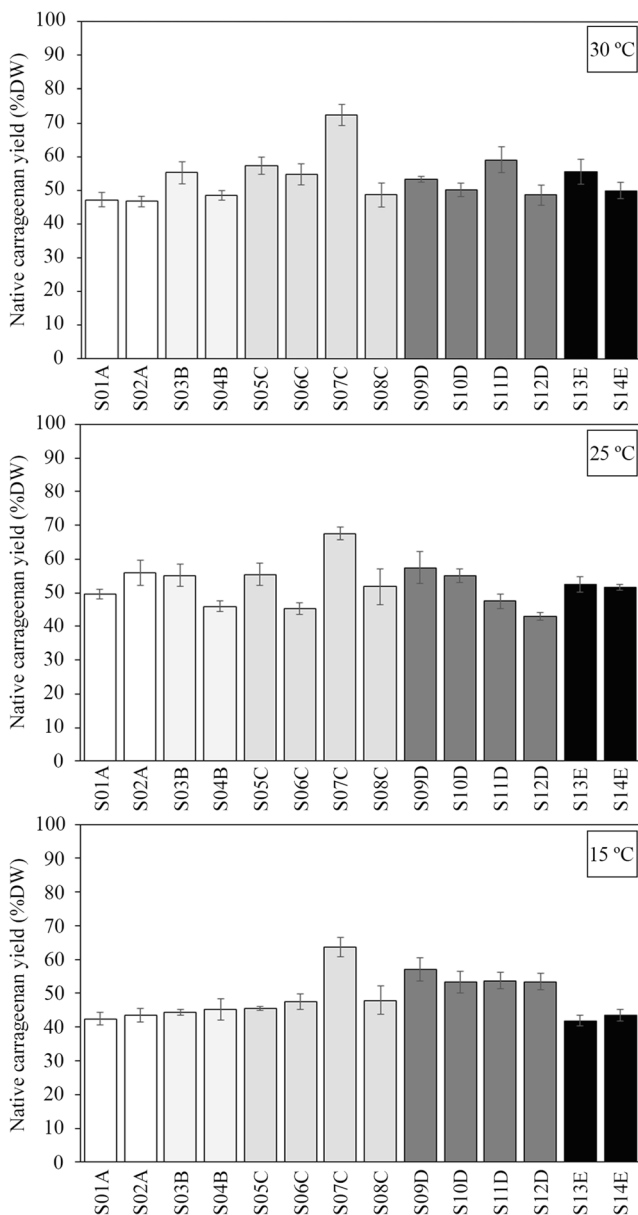 100
30 ºC
90
80
70
60
50
40
30
20
10
0
Native carrageenan yield (%DW)
S01A
S02A
S03B
S04B
S05C
S06C
S07C
S08C
S09D
S10D
S11D
S12D
S13E
S14E
100
25 ºC
90
80
70
60
50
40
30
20
10
0
Native carrageenan yield (%DW)
S01A
S02A
S03B
S04B
S05C
S06C
S07C
S08C
S09D
S10D
S11D
S12D
S13E
S14E
100
15 ºC
90
80
70
60
50
40
30
20
10
0
Native carrageenan yield (%DW)
S01A
S02A
S03B
S04B
S05C
S06C
S07C
S08C
S09D
S10D
S11D
S12D
S13E
S14E